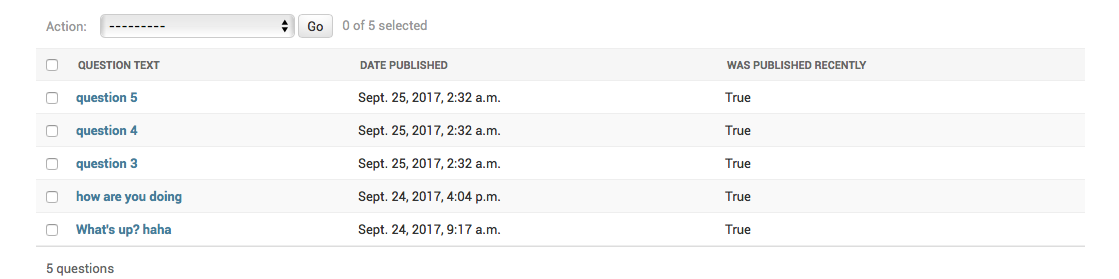 Action: --------- Go 0 of 5 selected
QUESTION TEXT DATE PUBLISHED WAS PUBLISHED RECENTLY
question 5 Sept. 25, 2017, 2:32 a.m. True
question 4 Sept. 25, 2017, 2:32 a.m. True
question 3 Sept. 25, 2017, 2:32 a.m. True
how are you doing Sept. 24, 2017, 4:04 p.m. True
What's up? haha Sept. 24, 2017, 9:17 a.m. True
5 questions